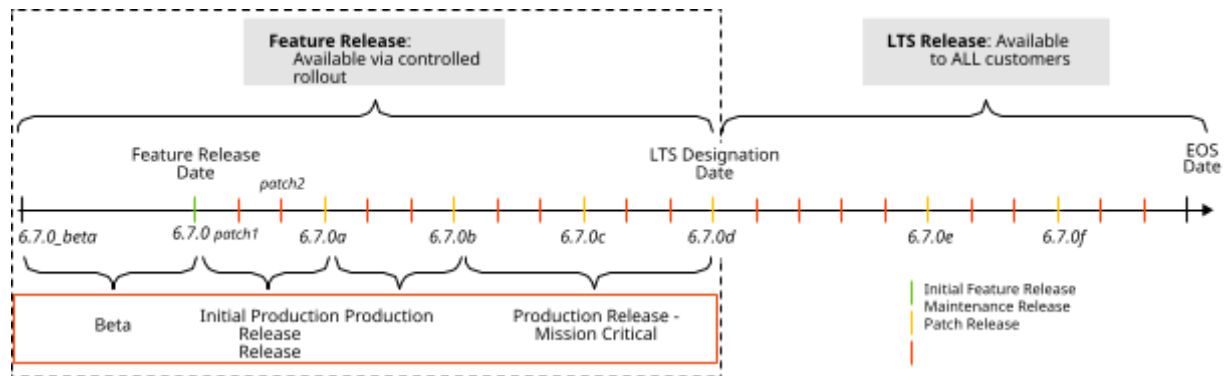 Feature Release:
Available via controlled
rollout
LTS Release: Available
to ALL customers
Feature Release
Date
patch2
LTS Designation
Date
EOS
Date
6.7.0_beta
6.7.0 patch1
6.7.0a
6.7.0b
6.7.0c
6.7.0d
6.7.0e
6.7.0f
Beta
Initial Production Production
Release
Release
Production Release -
Mission Critical
Initial Feature Release
Maintenance Release
Patch Release